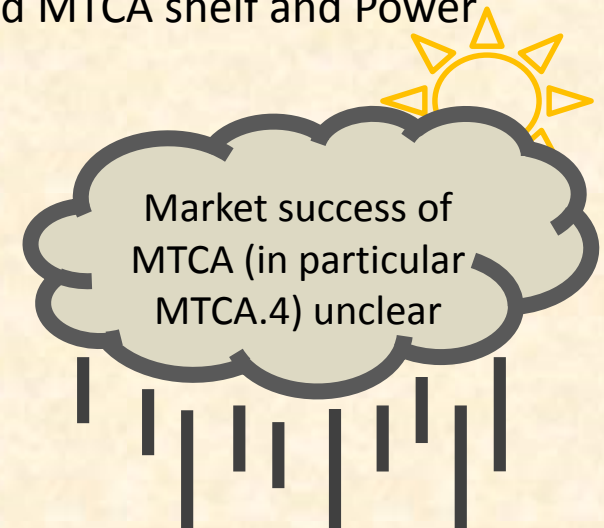 d MTCA shelf and Power
Market success of
MTCA (in particular
MTCA.4) unclear